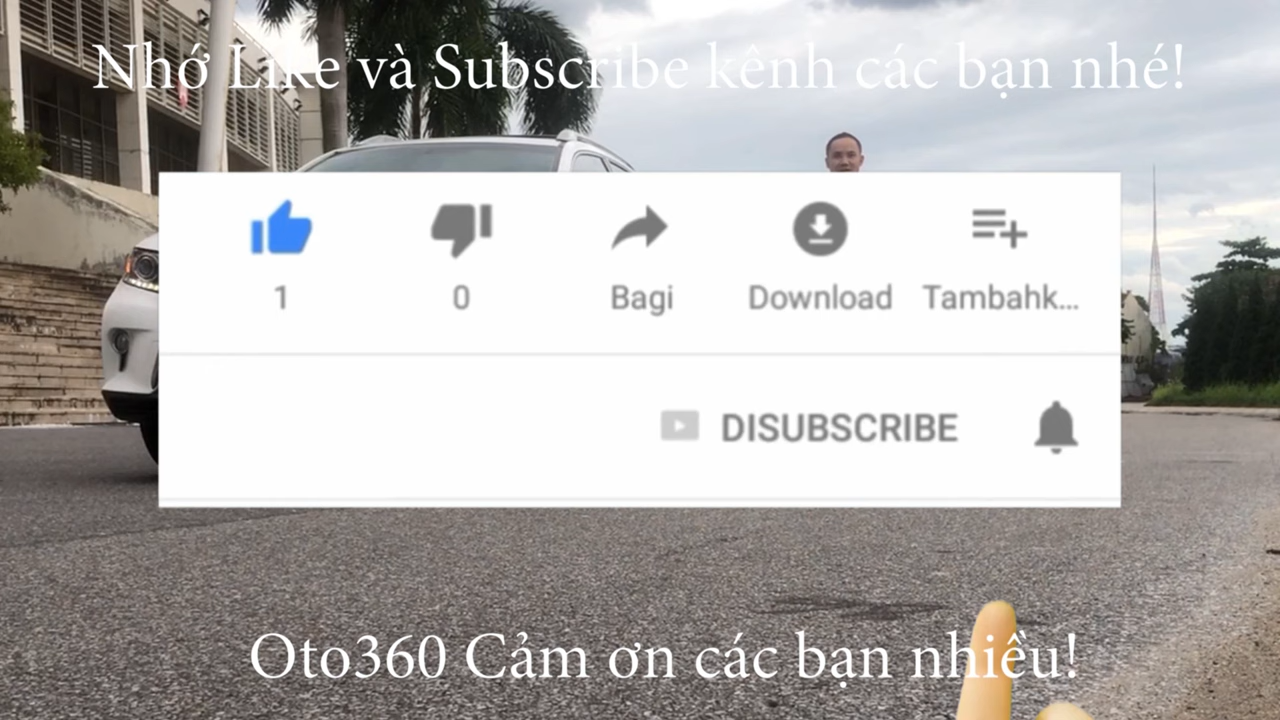 Nhớ Like và Subscribe kênh các bạn nhé!
1 0 Bagi Download Tambahk...
DISUBSCRIBE
Oto360 Cảm ơn các bạn nhiều!